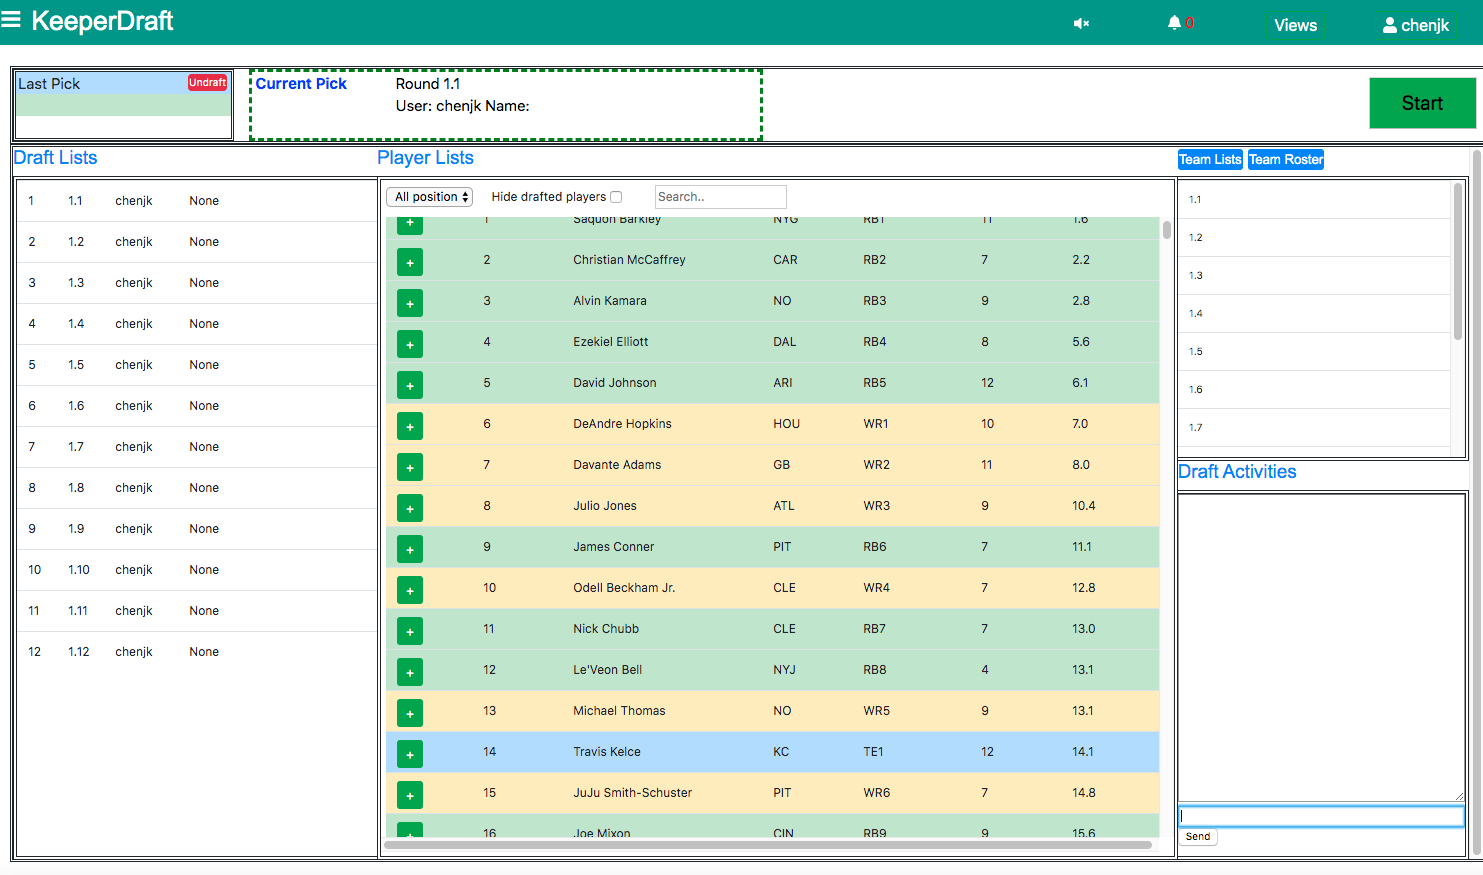 KeeperDraft 0 Views chenjk
Last Pick Undraft
Current Pick Round 1.1
User: chenjk Name:
Start
Draft Lists
1 1.1 chenjk None
2 1.2 chenjk None
3 1.3 chenjk None
4 1.4 chenjk None
5 1.5 chenjk None
6 1.6 chenjk None
7 1.7 chenjk None
8 1.8 chenjk None
9 1.9 chenjk None
10 1.10 chenjk None
11 1.11 chenjk None
12 1.12 chenjk None
Player Lists
All position Hide drafted players Search..
+ 1 Saquon Barkley NYG RB1 11 1.6
+ 2 Christian McCaffrey CAR RB2 7 2.2
+ 3 Alvin Kamara NO RB3 9 2.8
+ 4 Ezekiel Elliott DAL RB4 8 5.6
+ 5 David Johnson ARI RB5 12 6.1
+ 6 DeAndre Hopkins HOU WR1 10 7.0
+ 7 Davante Adams GB WR2 11 8.0
+ 8 Julio Jones ATL WR3 9 10.4
+ 9 James Conner PIT RB6 7 11.1
+ 10 Odell Beckham Jr. CLE WR4 7 12.8
+ 11 Nick Chubb CLE RB7 7 13.0
+ 12 Le'Veon Bell NYJ RB8 4 13.1
+ 13 Michael Thomas NO WR5 9 13.1
+ 14 Travis Kelce KC TE1 12 14.1
+ 15 JuJu Smith-Schuster PIT WR6 7 14.8
+ 16 Joe Mixon CIN RB9 9 15.6
Team Lists Team Roster
1.1
1.2
1.3
1.4
1.5
1.6
1.7
Draft Activities
Send